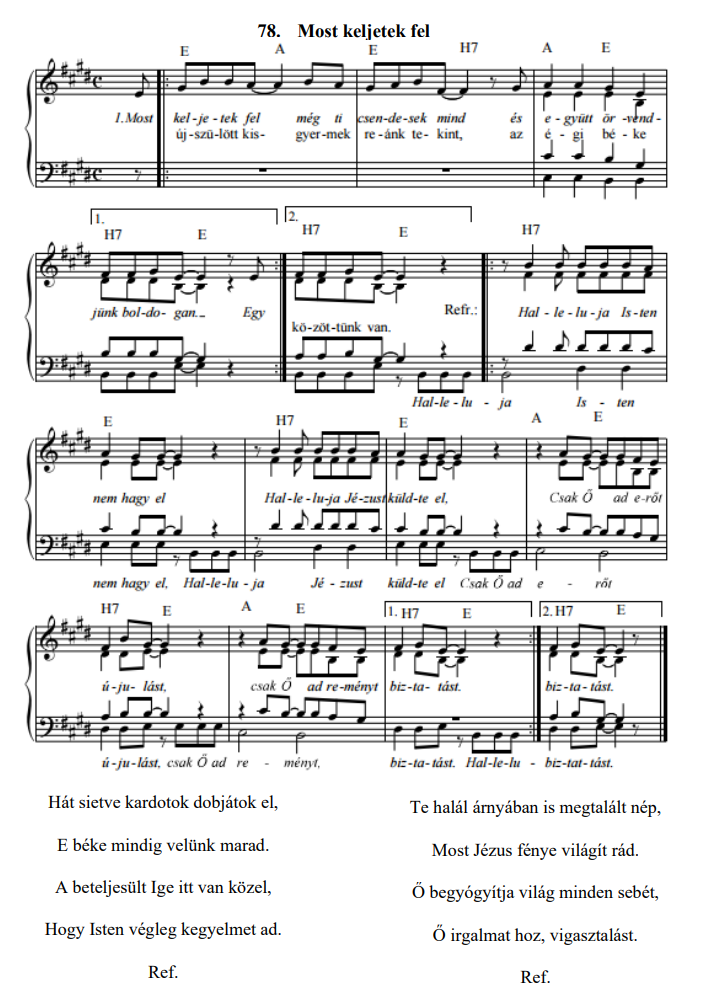 78. Most keljetek fel
E A E H7 A E
1.Most kel-je-tek fel még ti csen-de-sek mind és e-gyütt ör-vend-
új-szü-lött kis- gyer-mek re-ánk te-kint, az é-gi bé-ke
1. 2.
H7 E H7 E H7
jünk bol-do-gan... Egy Refr.: Hal-le-lu-ja Is-ten
kö-zöt-tünk van.
Hal-le-lu-ja Is-ten
E H7 E A E
nem hagy el Hal-le-lu-ja Jé-zust küld-te el, Csak Ő ad e-rőt
nem hagy el, Hal-le-lu-ja Jé-zust küld-te el Csak Ő ad e-rőt
H7 E A E 1. H7 E 2. H7 E
ú-ju-lást, csak Ő ad re-ményt biz-ta-tást. biz-ta-tást.
ú-ju-lást, csak Ő ad re-ményt, biz-ta-tást. Hal-le-lu- biz-tat-tást.
Hát sietve kardotok dobjátok el,
E béke mindig velünk marad.
A beteljesült Ige itt van közel,
Hogy Isten végleg kegyelmet ad.
Ref.
Te halál árnyában is megtalált nép,
Most Jézus fénye világít rád.
Ő begyógyítja világ minden sebét,
Ő irgalmat hoz, vigasztalást.
Ref.